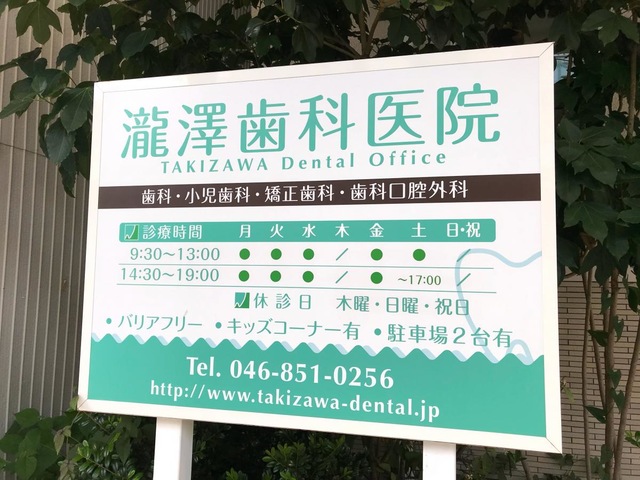 瀧澤歯科医院
TAKIZAWA Dental Office
歯科・小児歯科・矯正歯科・歯科口腔外科
診療時間 月 火 水 木 金 土 日・祝
9:30〜13:00 ● ● ● ／ ● ● ／
14:30〜19:00 ● ● ● ／ ● 〜17:00 ／
休診日 木曜・日曜・祝日
・バリアフリー ・キッズコーナー有 ・駐車場2台有
Tel. 046-851-0256
http://www.takizawa-dental.jp